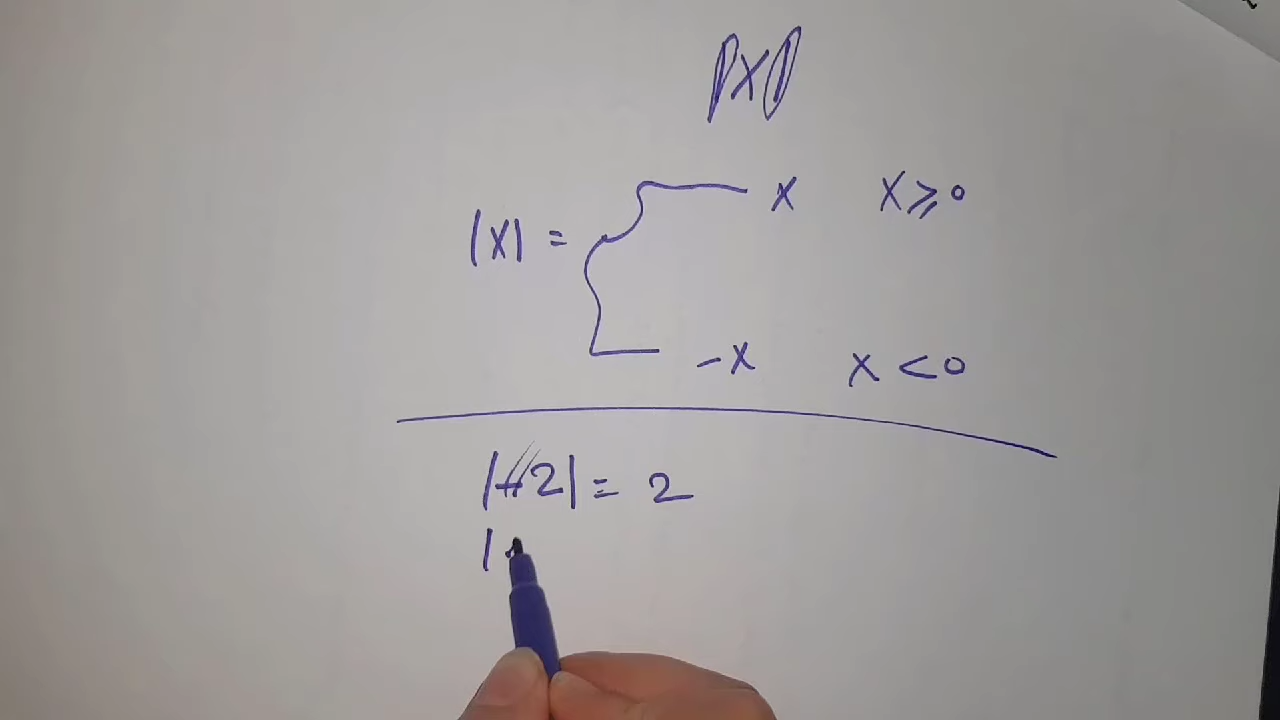 |x|
x x ≥ 0
|x| =
-x x < 0
|+2| = 2
|